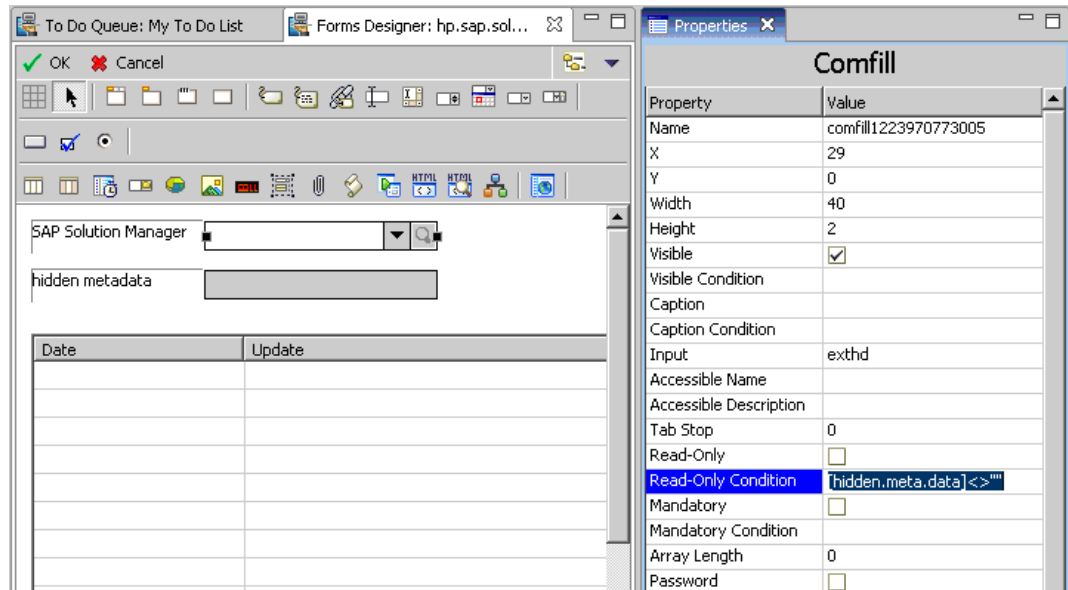 To Do Queue: My To Do List
Forms Designer: hp.sap.sol...
OK
Cancel
HTML
HTML
SAP Solution Manager
hidden metadata
Date Update
Properties
Comfill
Property Value
Name comfill1223970773005
X 29
Y 0
Width 40
Height 2
Visible
Visible Condition
Caption
Caption Condition
Input exthd
Accessible Name
Accessible Description
Tab Stop 0
Read-Only
Read-Only Condition [hidden.meta.data]<>""
Mandatory
Mandatory Condition
Array Length 0
Password